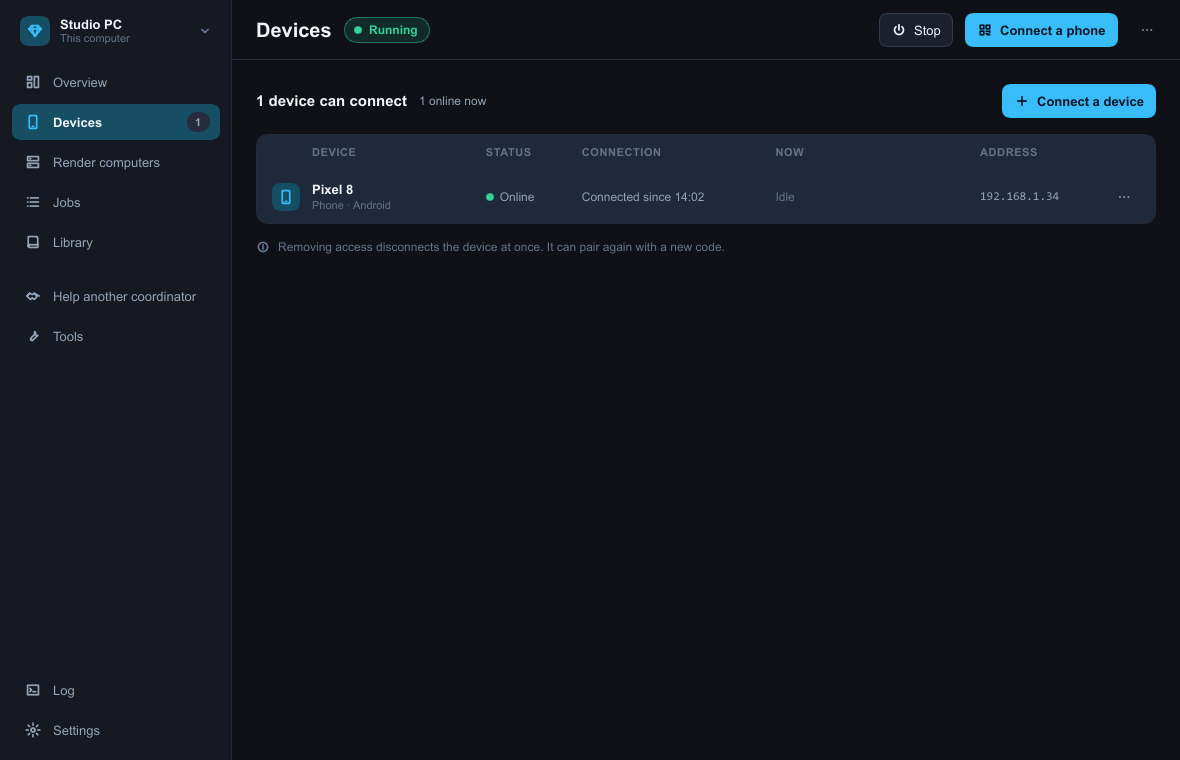 Studio PC
This computer
Overview
Devices 1
Render computers
Jobs
Library
Help another coordinator
Tools
Log
Settings
Devices Running Stop Connect a phone
1 device can connect 1 online now Connect a device
DEVICE STATUS CONNECTION NOW ADDRESS
Pixel 8
Phone · Android
Online Connected since 14:02 Idle 192.168.1.34
Removing access disconnects the device at once. It can pair again with a new code.